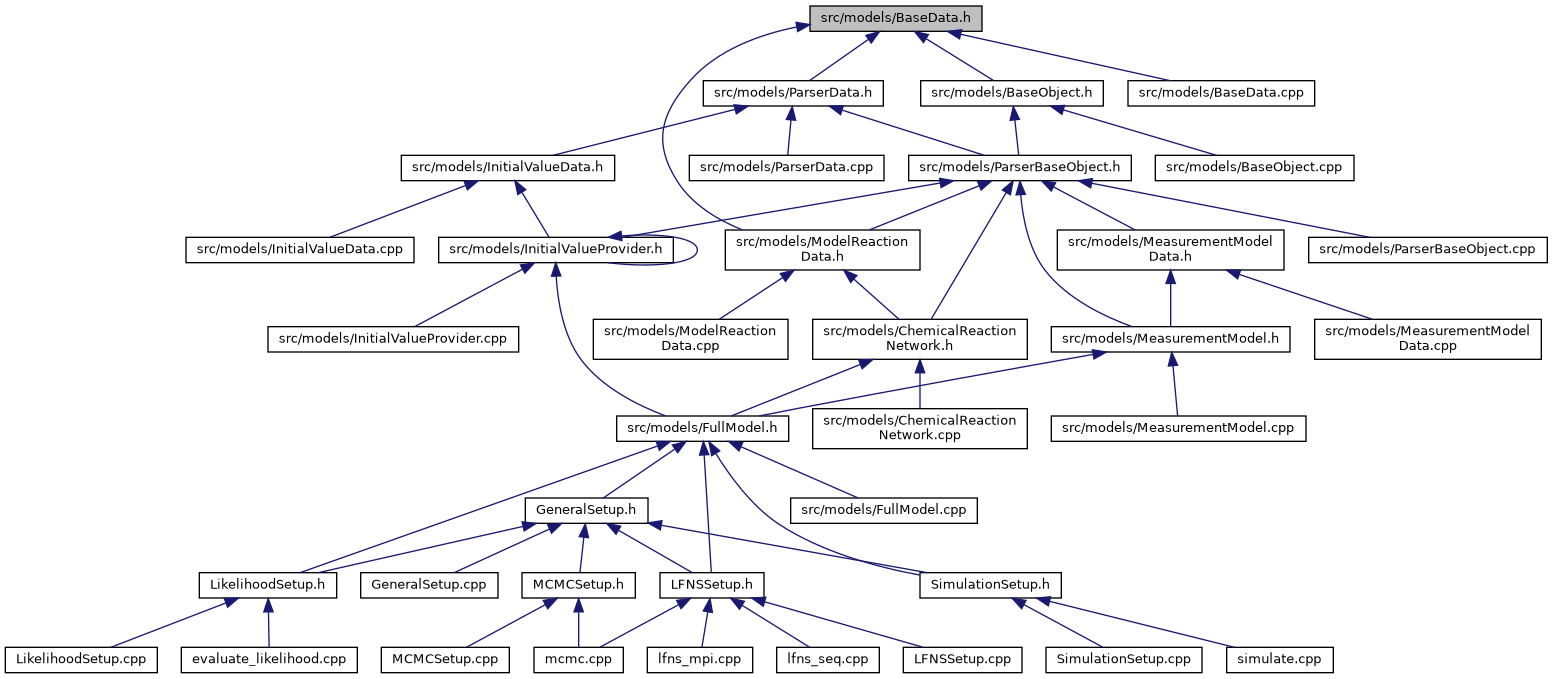 src/models/BaseData.h
src/models/ParserData.h
src/models/BaseObject.h
src/models/BaseData.cpp
src/models/InitialValueData.h
src/models/ParserData.cpp
src/models/ParserBaseObject.h
src/models/BaseObject.cpp
src/models/InitialValueData.cpp
src/models/InitialValueProvider.h
src/models/ModelReaction
Data.h
src/models/MeasurementModel
Data.h
src/models/ParserBaseObject.cpp
src/models/InitialValueProvider.cpp
src/models/ModelReaction
Data.cpp
src/models/ChemicalReaction
Network.h
src/models/MeasurementModel.h
src/models/MeasurementModel
Data.cpp
src/models/FullModel.h
src/models/ChemicalReaction
Network.cpp
src/models/MeasurementModel.cpp
GeneralSetup.h
src/models/FullModel.cpp
LikelihoodSetup.h
GeneralSetup.cpp
MCMCSetup.h
LFNSSetup.h
SimulationSetup.h
LikelihoodSetup.cpp
evaluate_likelihood.cpp
MCMCSetup.cpp
mcmc.cpp
lfns_mpi.cpp
lfns_seq.cpp
LFNSSetup.cpp
SimulationSetup.cpp
simulate.cpp